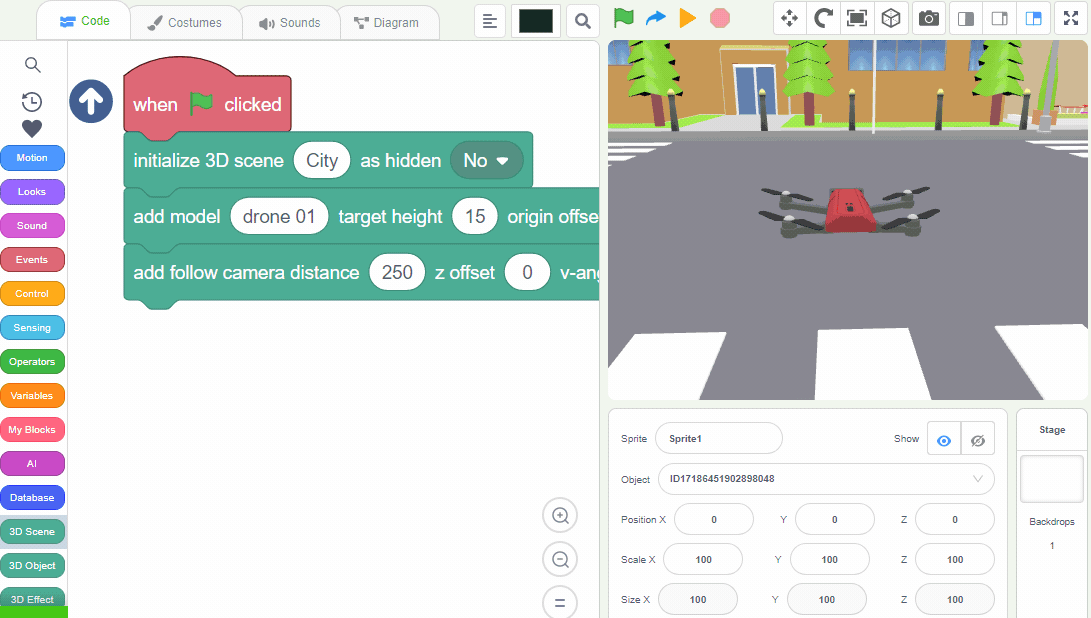 Code
Costumes
Sounds
Diagram
Motion
Looks
Sound
Events
Control
Sensing
Operators
Variables
My Blocks
AI
Database
3D Scene
3D Object
3D Effect
when clicked
initialize 3D scene City as hidden No
add model drone 01 target height 15 origin offse
add follow camera distance 250 z offset 0 v-an
Sprite Sprite1 Show
Object ID17186451902898048
Position X 0 Y 0 Z 0
Scale X 100 Y 100 Z 100
Size X 100 Y 100 Z 100
Stage
Backdrops
1